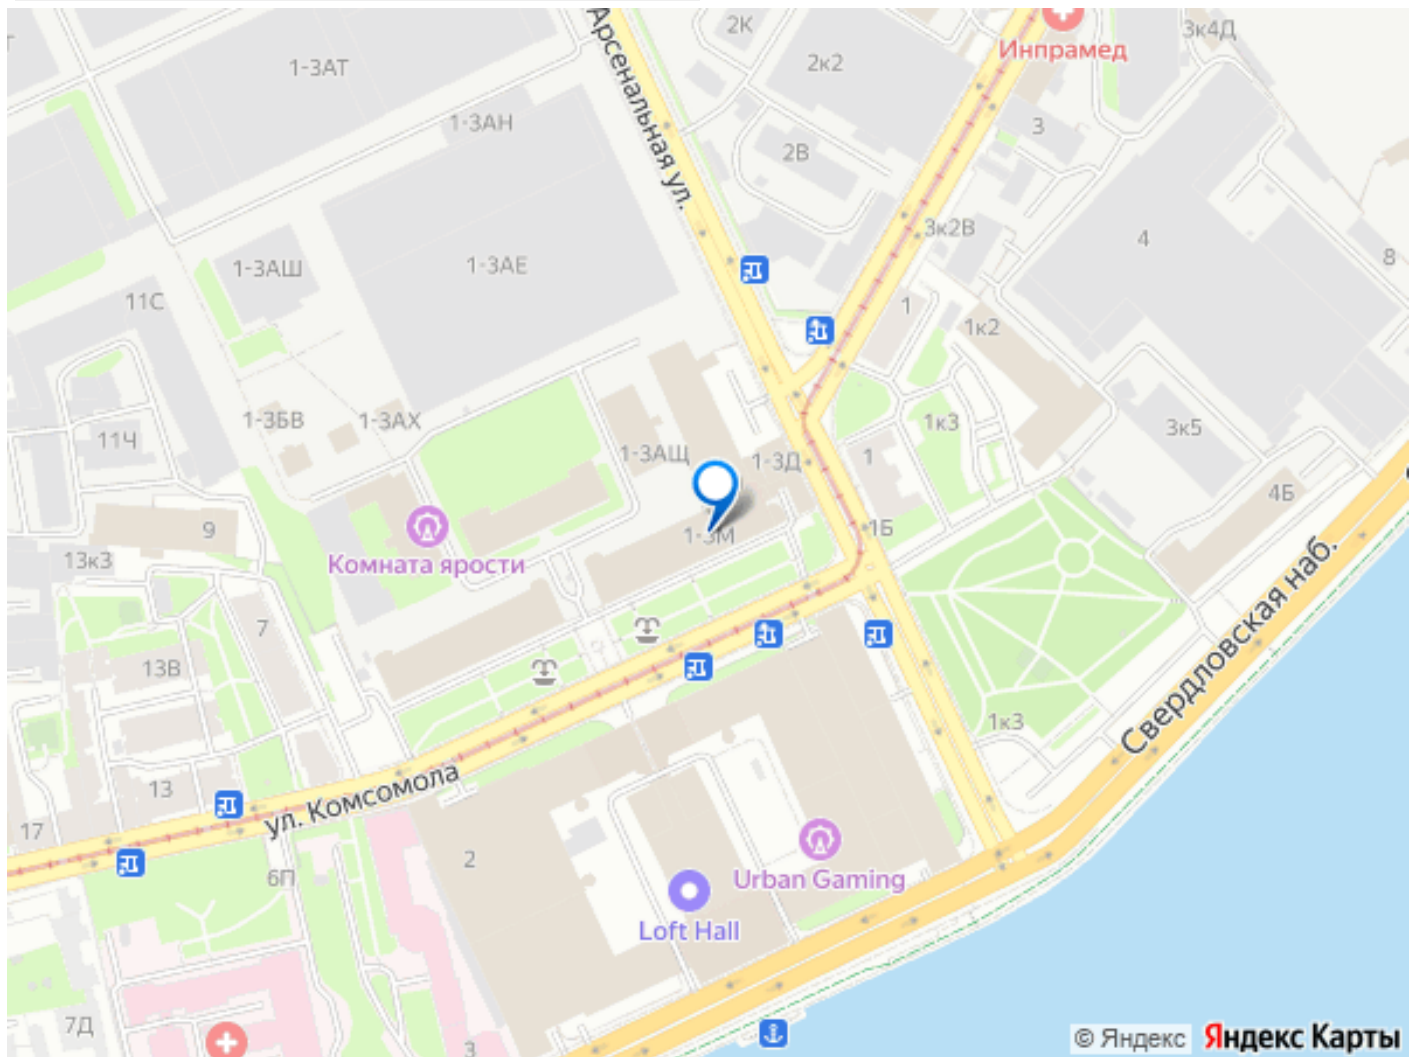 2К
3к4Д
Инпрамед
1-3АТ
2к2
Арсенальная ул.
1-3АН
3
2В
3к2В
4
8
1-3АШ
1-3АЕ
11С
1
1к2
1-3БВ
1-3АХ
1к3
3к5
11Ч
1-3АЩ
1-3Д
1
4Б
9
1-3М
1Б
13к3
Комната ярости
Свердловская наб.
7
13В
1к3
13
ул. Комсомола
17
2
6П
Urban Gaming
Loft Hall
7Д
3
© Яндекс Яндекс Карты